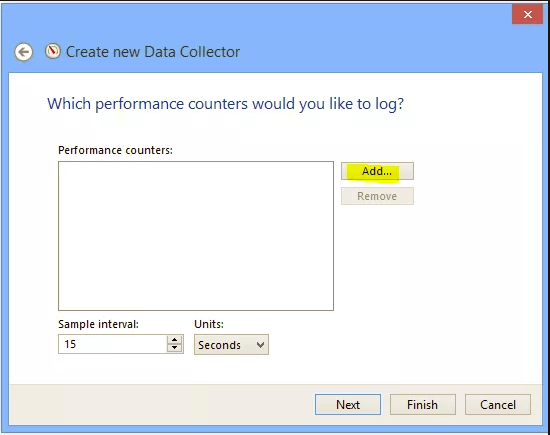 Create new Data Collector
Which performance counters would you like to log?
Performance counters:
Add...
Remove
Sample interval:
Units:
15
Seconds
Next
Finish
Cancel